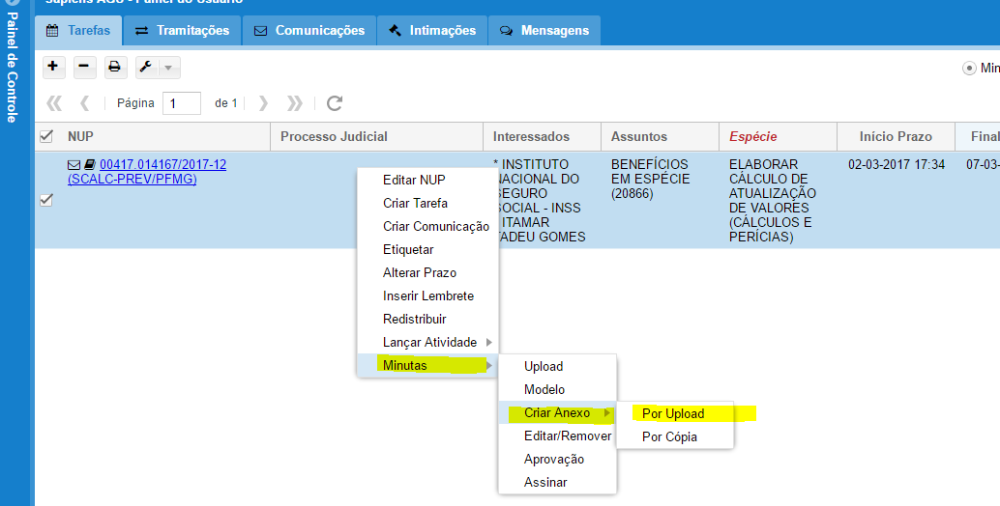 Sapiens AGU - Painel do Usuário
Painel de Controle
Tarefas Tramitações Comunicações Intimações Mensagens
Min
Página 1 de 1
NUP Processo Judicial Interessados Assuntos Espécie Início Prazo Final
00417.014167/2017-12
(SCALC-PREV/PFMG)
* INSTITUTO
NACIONAL DO
SEGURO
SOCIAL - INSS
ITAMAR
TADEU GOMES
BENEFÍCIOS
EM ESPÉCIE
(20866)
ELABORAR
CÁLCULO DE
ATUALIZAÇÃO
DE VALORES
(CÁLCULOS E
PERÍCIAS)
02-03-2017 17:34
07-03-
Editar NUP
Criar Tarefa
Criar Comunicação
Etiquetar
Alterar Prazo
Inserir Lembrete
Redistribuir
Lançar Atividade
Minutas
Upload
Modelo
Criar Anexo
Editar/Remover
Aprovação
Assinar
Por Upload
Por Cópia